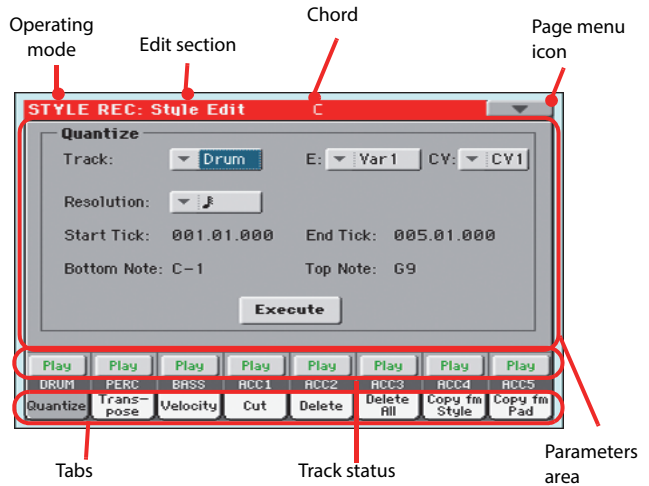 Operating mode
Edit section
Chord
Page menu icon
STYLE REC: Style Edit C
Quantize
Track: Drum E: Var1 CV: CV1
Resolution:
Start Tick: 001.01.000 End Tick: 005.01.000
Bottom Note: C-1 Top Note: G9
Execute
Play Play Play Play Play Play Play Play
DRUM PERC BASS ACC1 ACC2 ACC3 ACC4 ACC5
Quantize Trans-pose Velocity Cut Delete Delete All Copy fm Style Copy fm Pad
Tabs
Track status
Parameters area